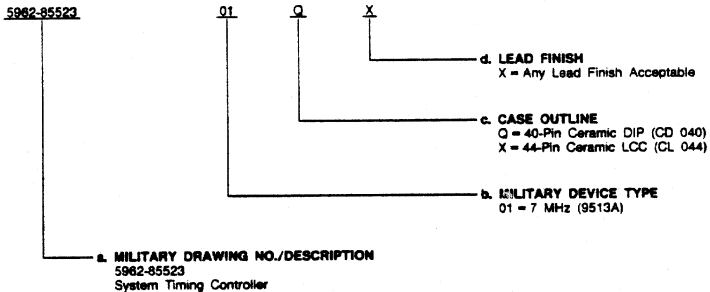 5962-85523 01 Q X
d. LEAD FINISH
X = Any Lead Finish Acceptable
c. CASE OUTLINE
Q = 40-Pin Ceramic DIP (CD 040)
X = 44-Pin Ceramic LCC (CL 044)
b. MILITARY DEVICE TYPE
01 = 7 MHz (9513A)
a. MILITARY DRAWING NO./DESCRIPTION
5962-85523
System Timing Controller